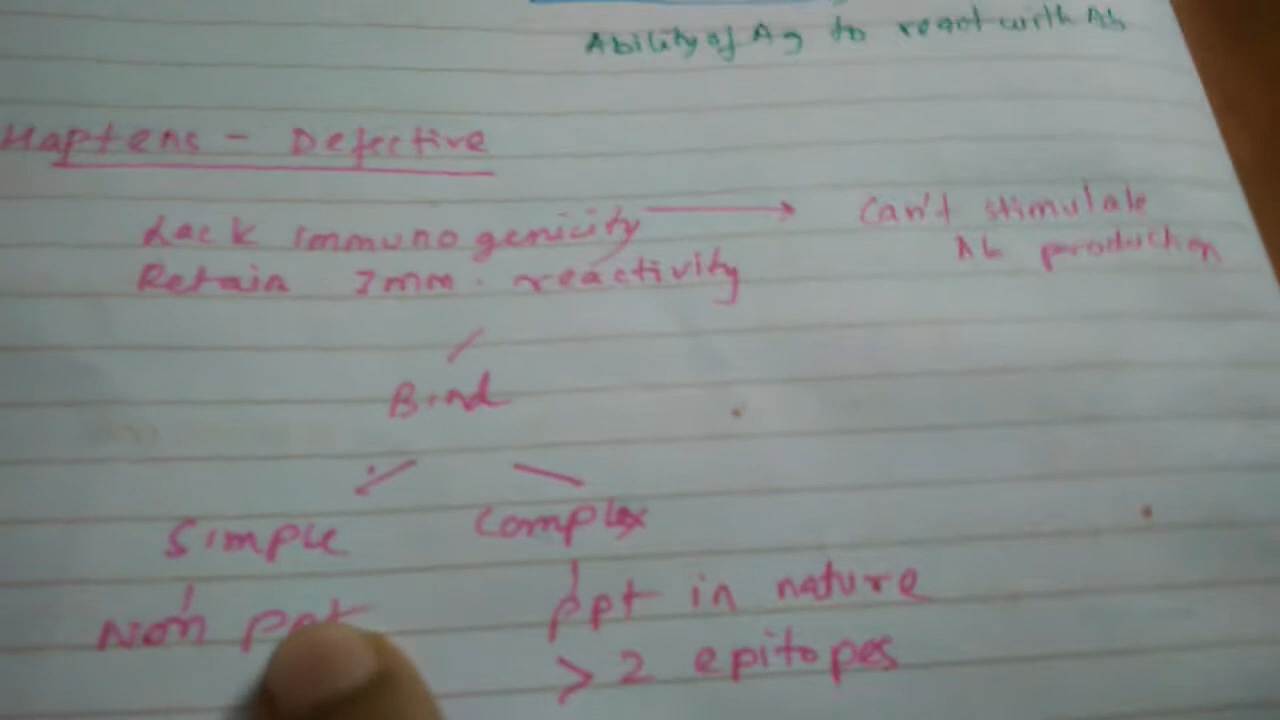 Ability of Ag to react with Ab
Haptens - Defective
Lack immunogenicity → Can't stimulate
Ab production
Retain Imm. reactivity
Bind
Simple Complex
Non ppt ppt in nature
> 2 epitopes